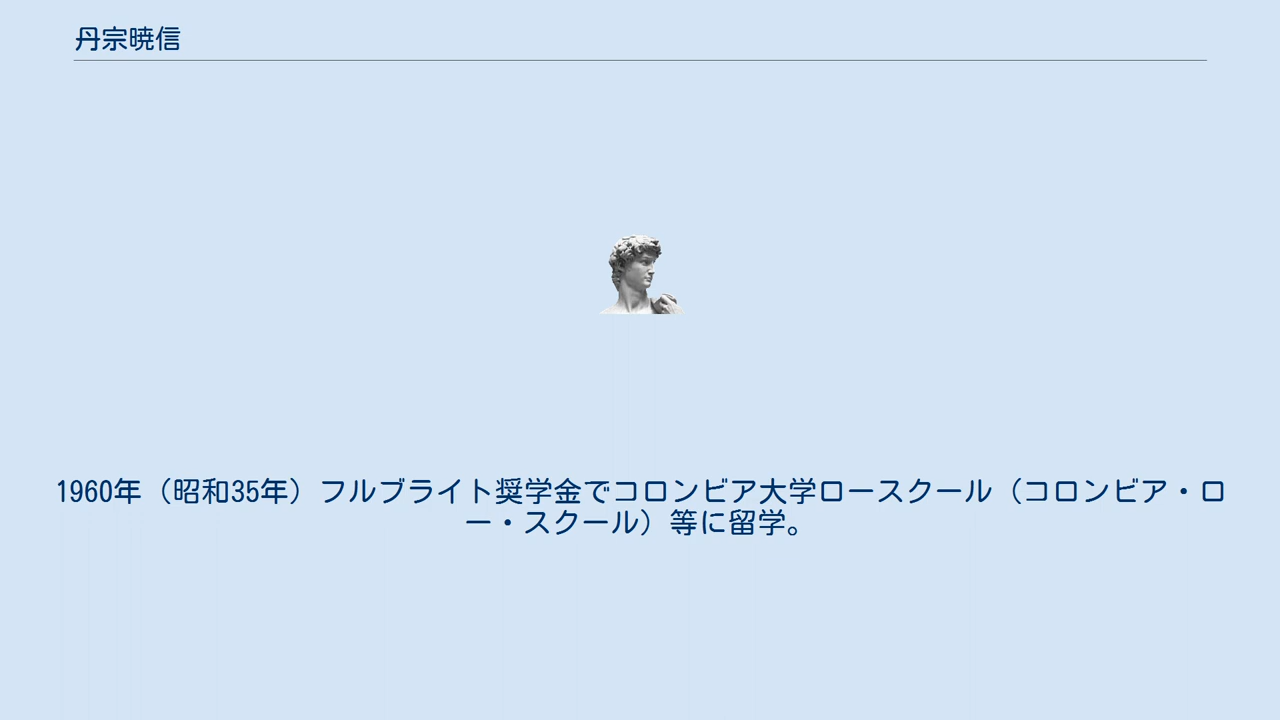 丹宗暁信
1960年（昭和35年）フルブライト奨学金でコロンビア大学ロースクール（コロンビア・ロ
ー・スクール）等に留学。